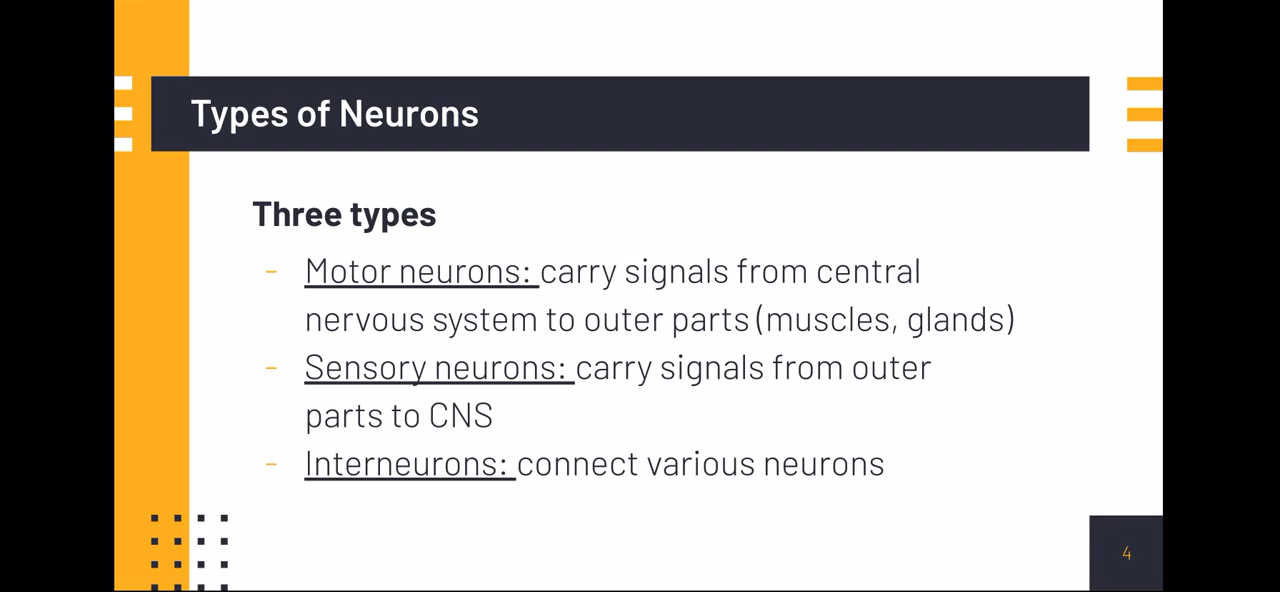 Types of Neurons
Three types
- Motor neurons: carry signals from central
nervous system to outer parts (muscles, glands)
- Sensory neurons: carry signals from outer
parts to CNS
- Interneurons: connect various neurons
4